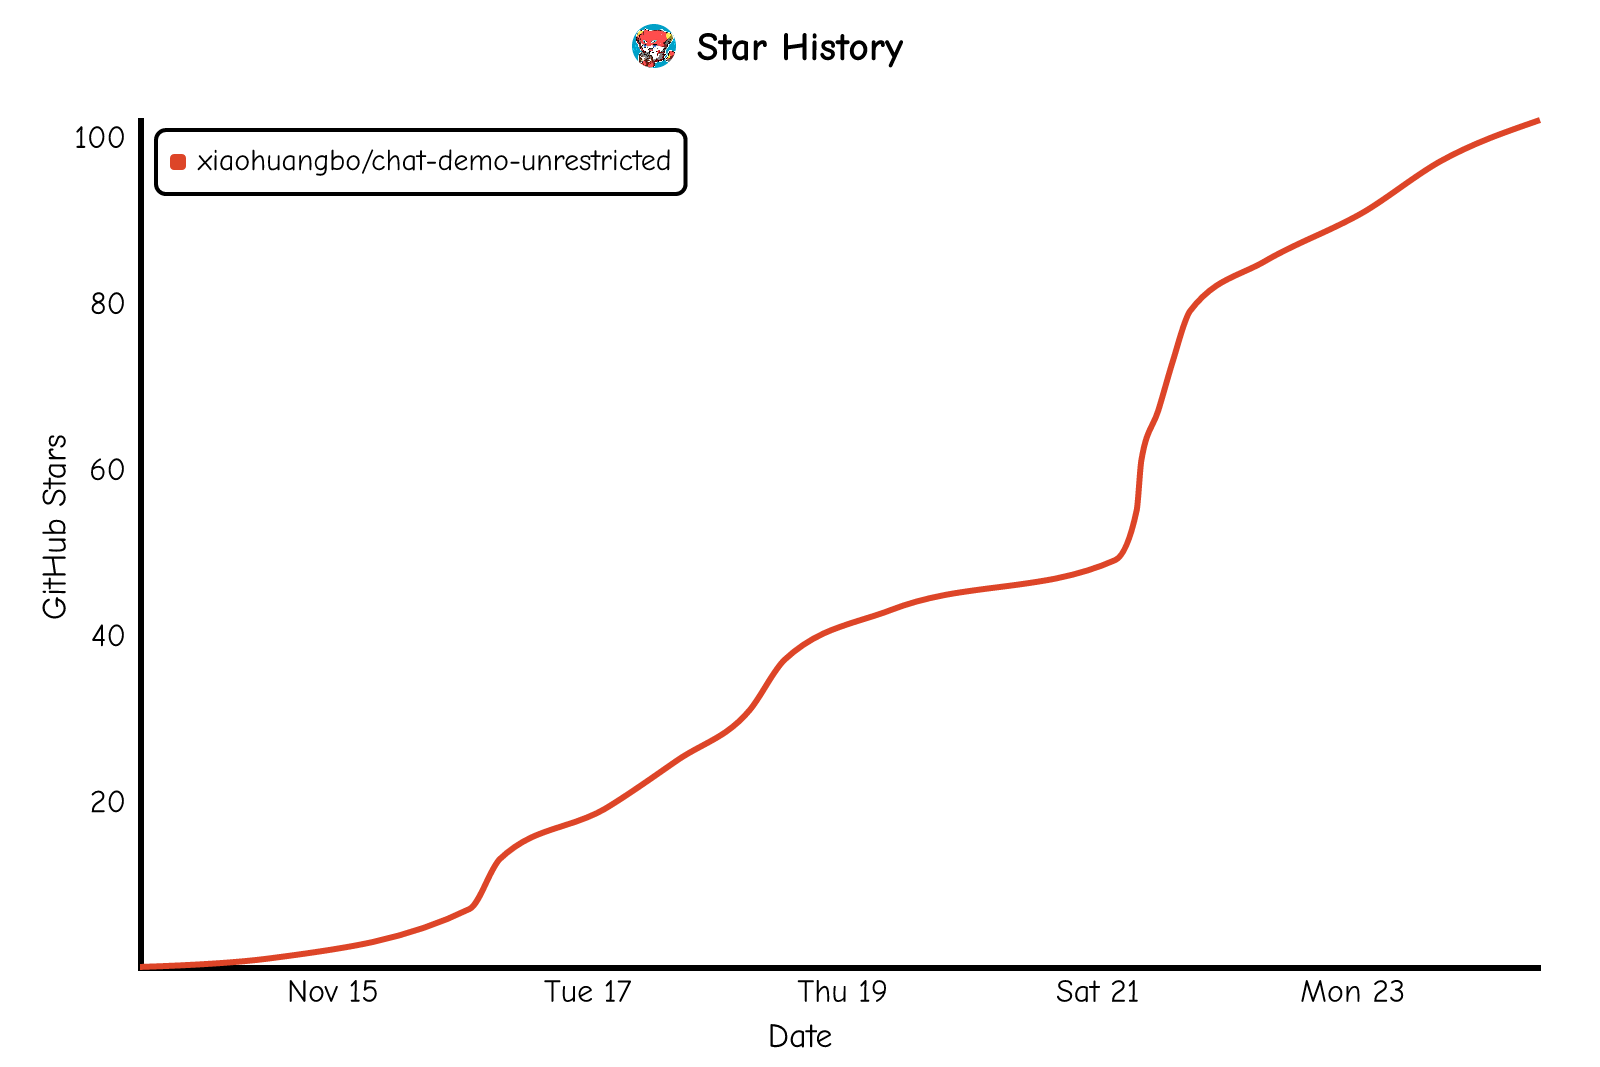 Star History
xiaohuangbo/chat-demo-unrestricted
100
80
60
40
20
GitHub Stars
Nov 15
Tue 17
Thu 19
Sat 21
Mon 23
Date